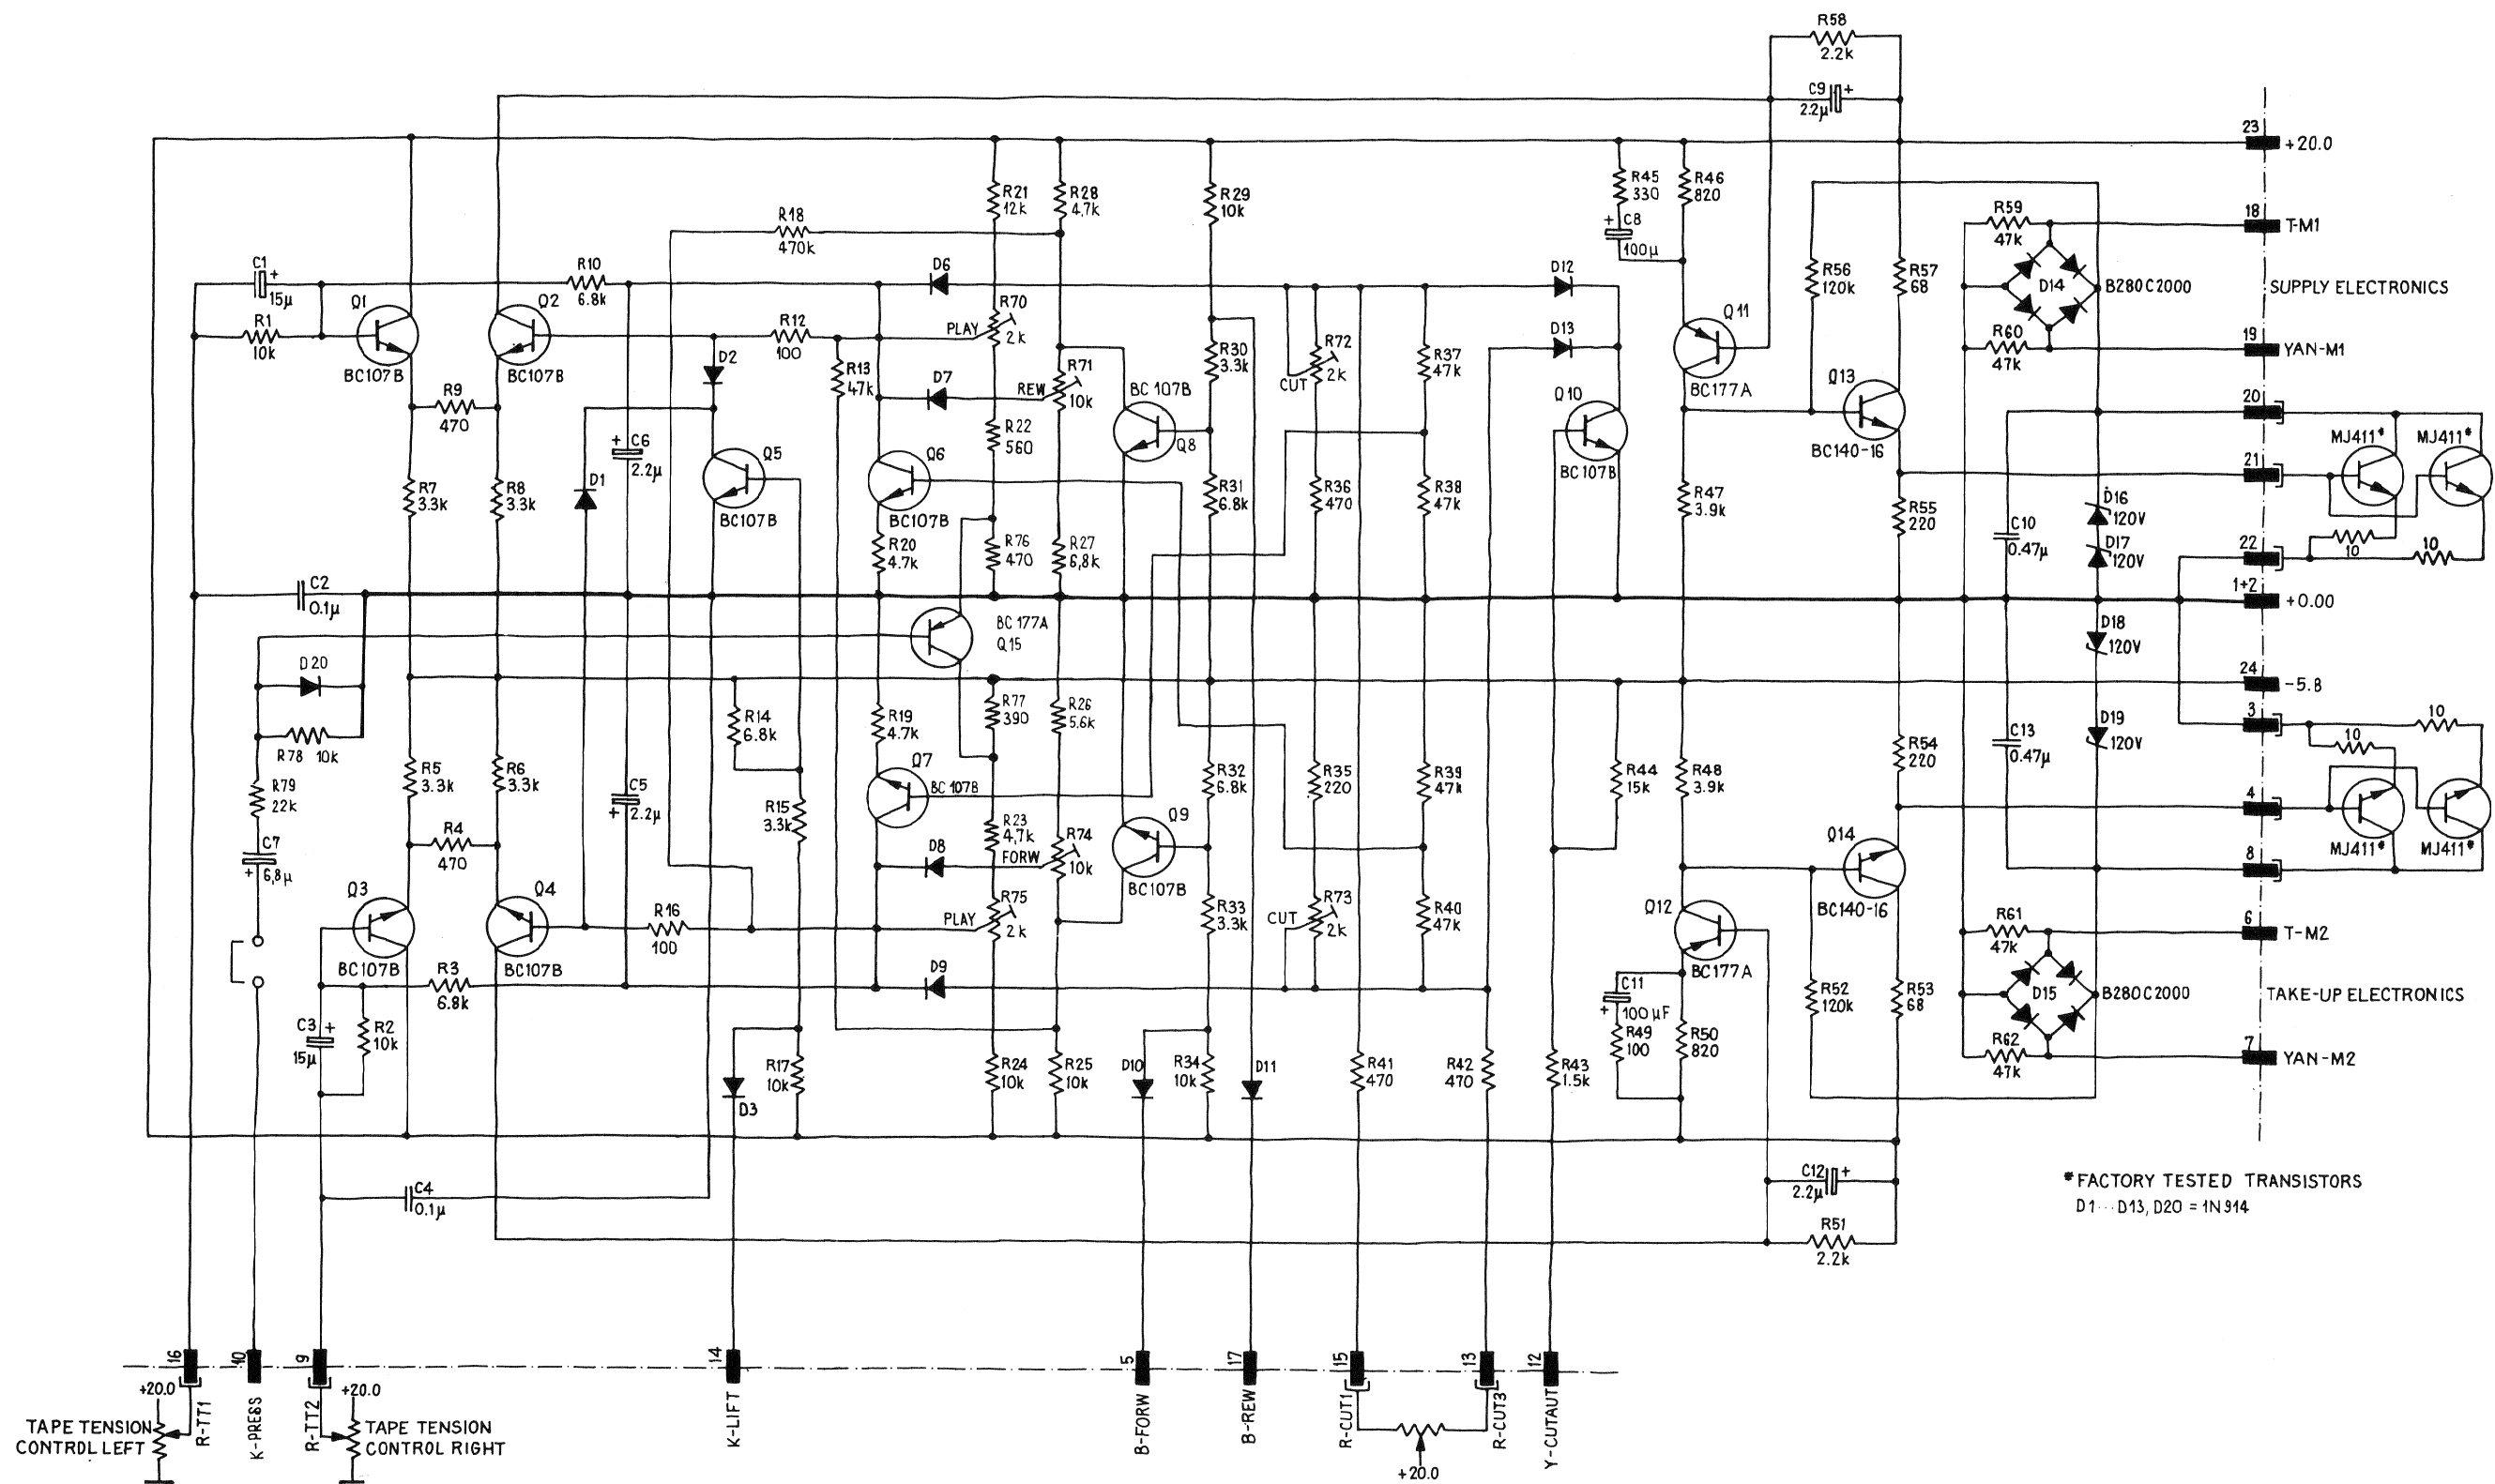 R58
2.2k
C9 +
2.2µ
23
+20.0
R21
12k
R28
4,7k
R29
10k
R45
330
R46
820
R18
470k
+
C8
100µ
R59
47k
18
T-M1
C1
+
15µ
R10
6.8k
D6
D12
R56
120k
R57
68
D14
B280C2000
SUPPLY ELECTRONICS
Q1
Q2
R70
2k
PLAY
R1
10k
R12
100
D13
Q11
R60
47k
19
YAN-M1
BC107B
BC107B
D2
R13
47k
D7
REW
R71
10k
R30
3.3k
R72
2k
CUT
R37
47k
BC177A
Q13
R9
470
BC 107B
Q8
Q10
BC107B
BC140-16
20
MJ411*
MJ411*
+
C6
2.2µ
Q5
Q6
R22
560
21
R7
3.3k
R8
3.3k
D1
BC107B
BC107B
R31
6.8k
R36
470
R38
47k
R47
3.9k
R55
220
C10
0.47µ
D16
120V
D17
120V
R20
4.7k
R76
470
R27
6,8k
22
10
10
C2
0.1µ
1+2
+0.00
BC 177A
Q15
D18
120V
D20
24
-5.8
R78 10k
R14
6.8k
R19
4.7k
R77
390
R26
5.6k
3
10
10
C13
0.47µ
D19
120V
R79
22k
R5
3.3k
R6
3.3k
C5
+ 2.2µ
R15
3.3k
Q7
BC 107B
R32
6.8k
R35
220
R39
47k
R44
15k
R48
3.9k
R54
220
4
R4
470
R23
4,7k
FORW
D8
R74
10k
Q9
BC107B
Q14
BC140-16
MJ411*
MJ411*
8
C7
+ 6,8µ
Q3
Q4
R16
100
PLAY
R75
2k
R33
3.3k
CUT
R73
2k
R40
47k
Q12
BC177A
R61
47k
6
T-M2
BC107B
BC107B
R3
6.8k
D9
C11
+ 100µF
R52
120k
R53
68
D15
B280C2000
TAKE-UP ELECTRONICS
C3 +
15µ
R2
10k
R49
100
R50
820
R62
47k
7
YAN-M2
D3
R17
10k
R24
10k
R25
10k
D10
R34
10k
D11
R41
470
R42
470
R43
1.5k
C4
0.1µ
C12 +
2.2µ
R51
2.2k
*FACTORY TESTED TRANSISTORS
D1···D13, D20 = 1N914
16
10
9
14
5
17
15
13
12
+20.0
+20.0
TAPE TENSION
CONTROL LEFT
R-TT1
K-PRESS
R-TT2
TAPE TENSION
CONTROL RIGHT
K-LIFT
B-FORW
B-REW
R-CUT1
R-CUT3
Y-CUTAUT
+20.0